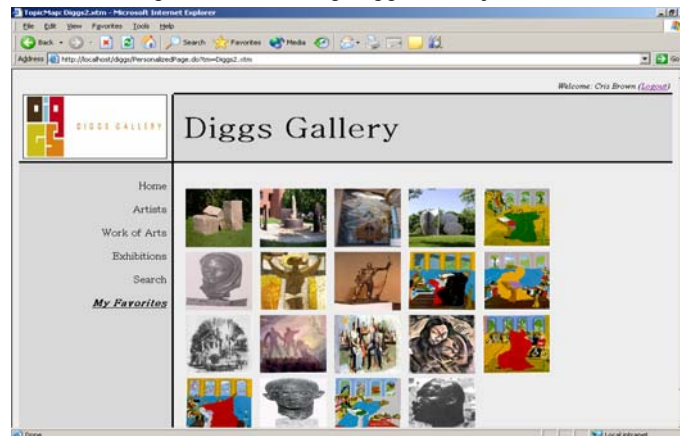 TopicMap: Diggs2.xtm - Microsoft Internet Explorer
File Edit View Favorites Tools Help
Back Search Favorites Media
Address http://localhost/diggs/PersonalizedPage.do?tm=Diggs2.xtm Go
Welcome: Cris Brown (Logout)
DIGGS GALLERY
Diggs Gallery
Home
Artists
Work of Arts
Exhibitions
Search
My Favorites
Done Local intranet